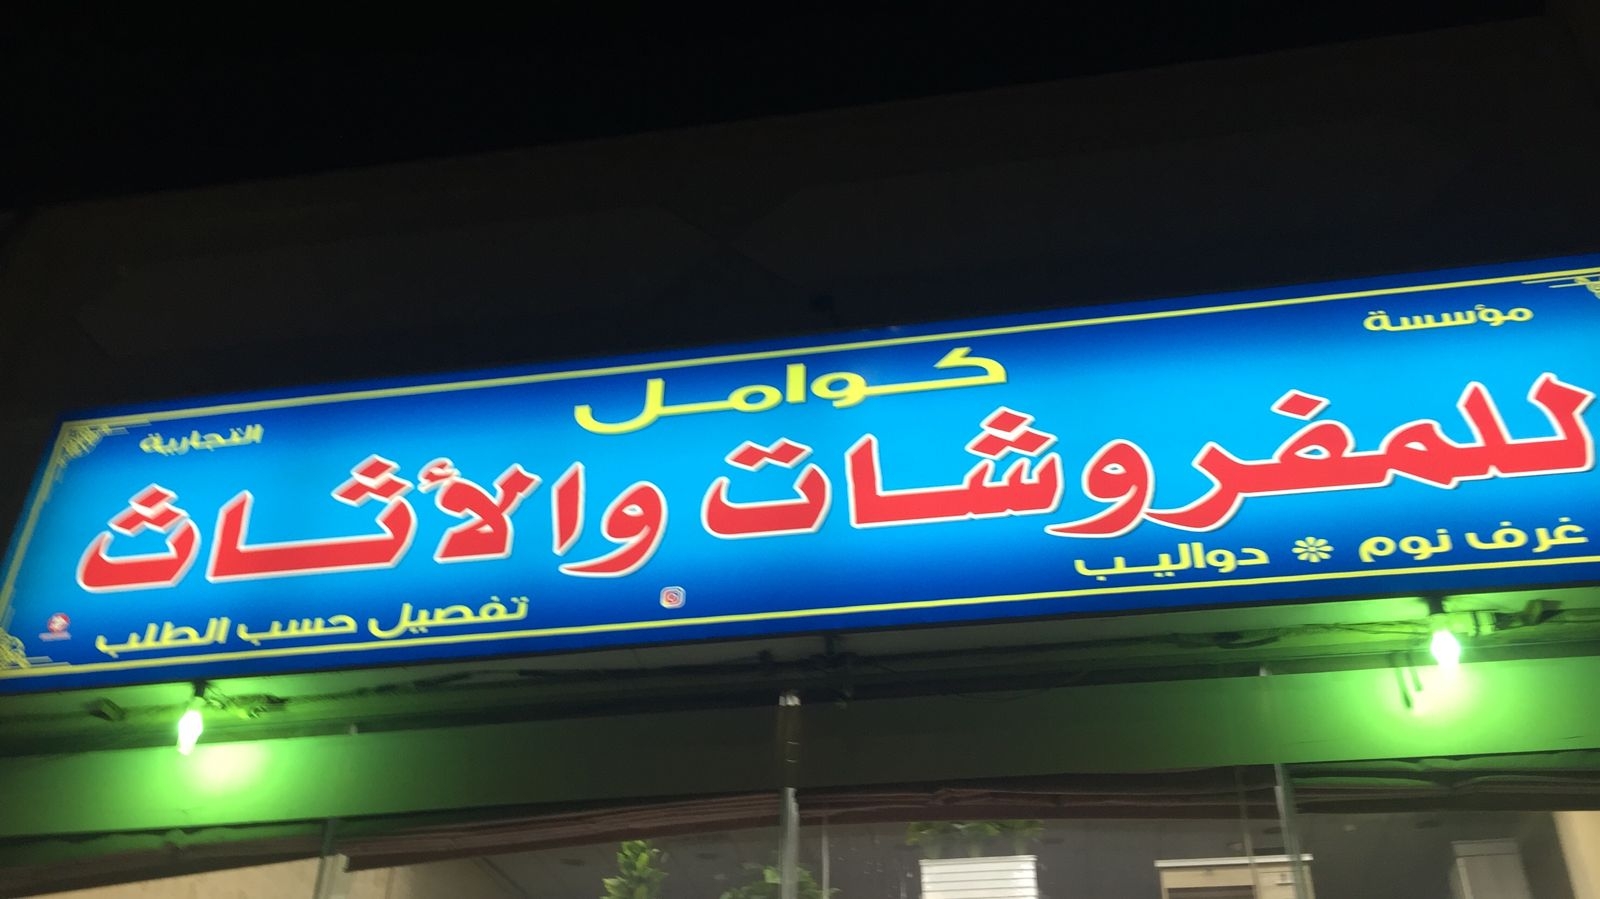 مؤسسة كوامل التجارية
للمفروشات والأثاث
غرف نوم ❊ دواليب تفصيل حسب الطلب